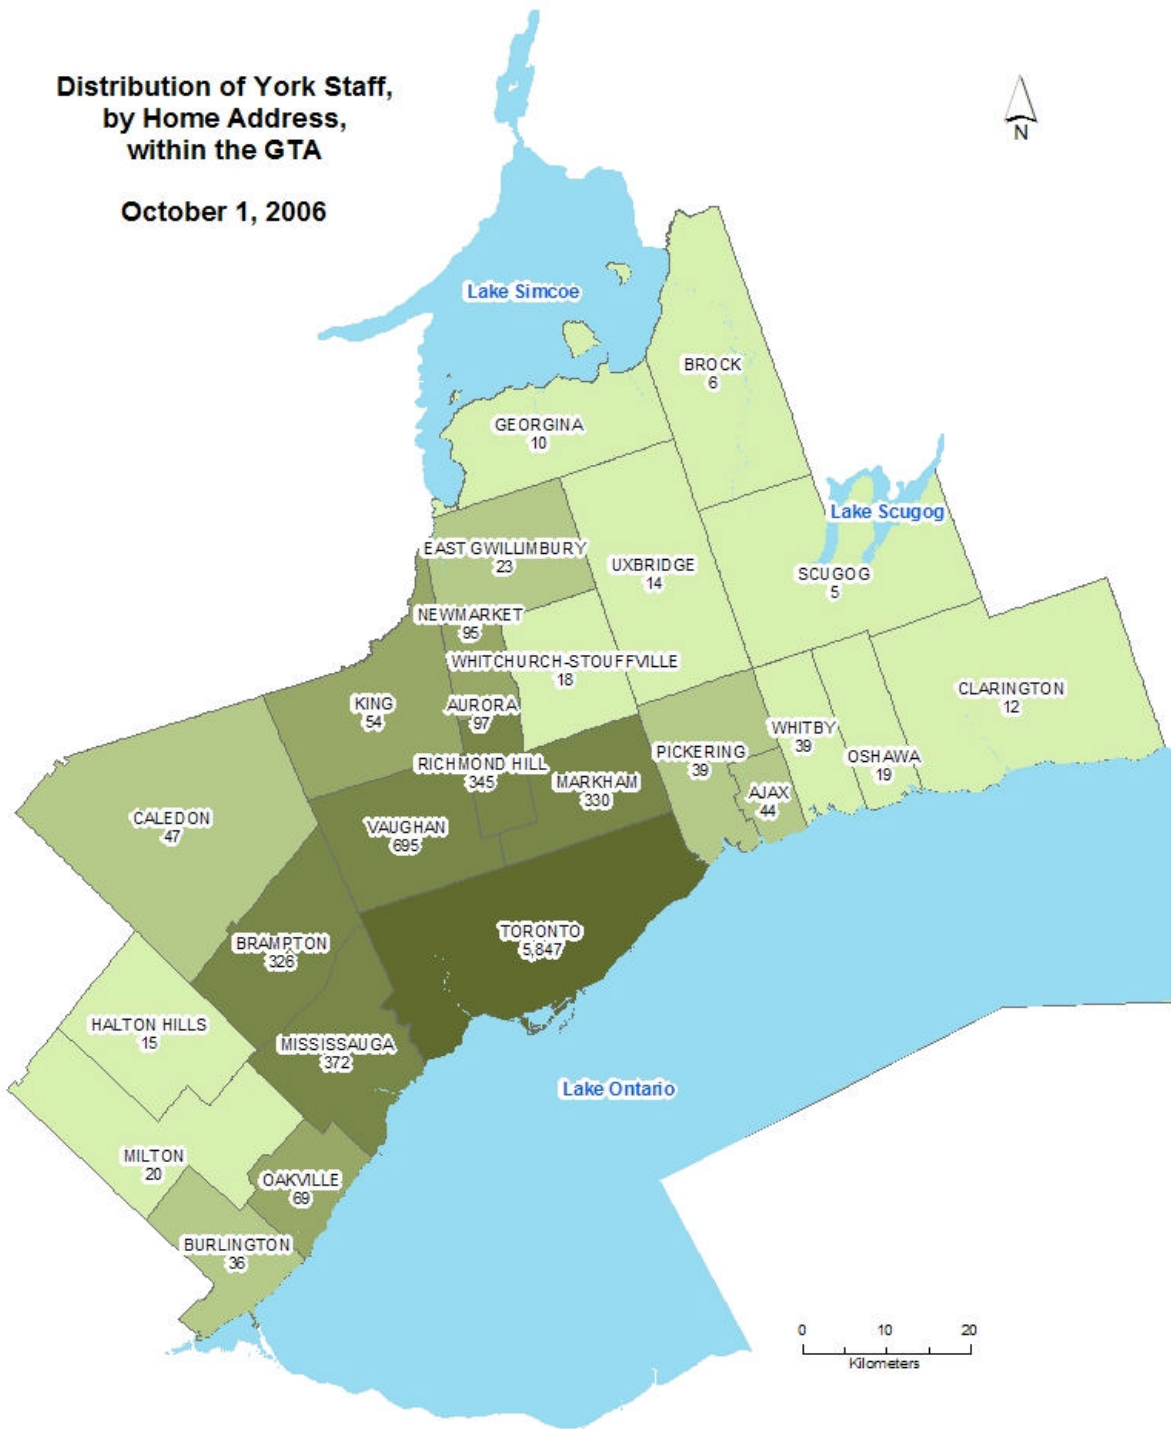 Distribution of York Staff,
by Home Address,
within the GTA
October 1, 2006
N
Lake Simcoe
BROCK
6
GEORGINA
10
Lake Scugog
EAST GWILLIMBURY
23
UXBRIDGE
14
SCUGOG
5
NEWMARKET
95
WHITCHURCH-STOUFFVILLE
18
CLARINGTON
12
KING
54
AURORA
97
WHITBY
39
PICKERING
39
OSHAWA
19
RICHMOND HILL
345
MARKHAM
330
AJAX
44
CALEDON
47
VAUGHAN
695
TORONTO
5,847
BRAMPTON
326
HALTON HILLS
15
MISSISSAUGA
372
Lake Ontario
MILTON
20
OAKVILLE
69
BURLINGTON
36
0 10 20
Kilometers